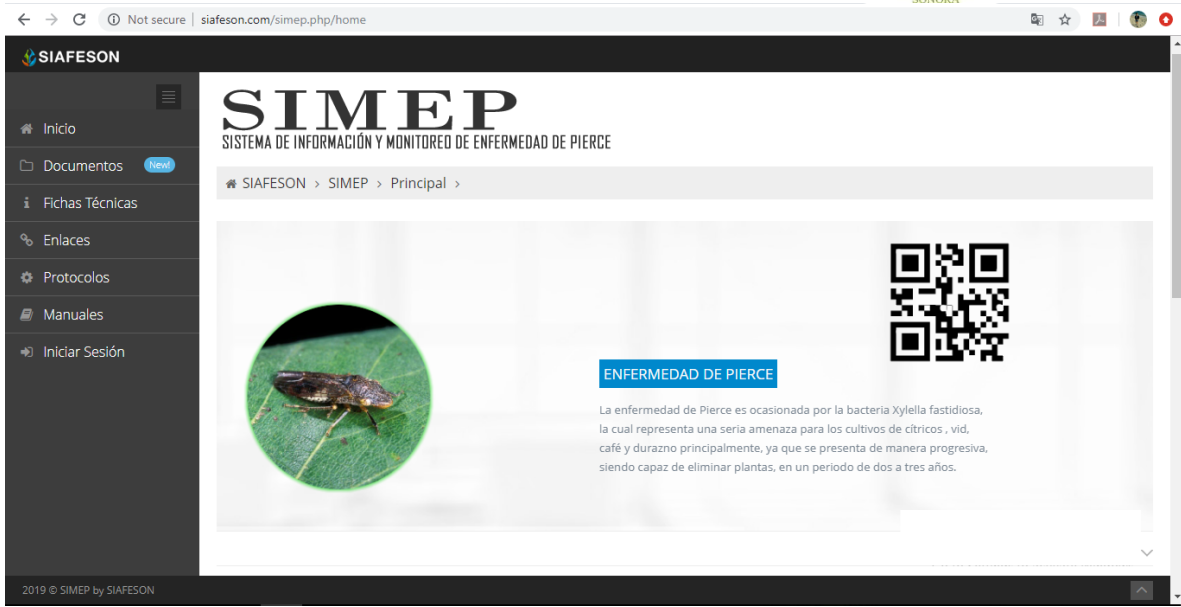 SONORA
Not secure siafeson.com/simep.php/home
SIAFESON
SIMEP
SISTEMA DE INFORMACIÓN Y MONITOREO DE ENFERMEDAD DE PIERCE
Inicio
Documentos New!
Fichas Técnicas
Enlaces
Protocolos
Manuales
Iniciar Sesión
SIAFESON > SIMEP > Principal >
ENFERMEDAD DE PIERCE
La enfermedad de Pierce es ocasionada por la bacteria Xylella fastidiosa,
la cual representa una seria amenaza para los cultivos de cítricos , vid,
café y durazno principalmente, ya que se presenta de manera progresiva,
siendo capaz de eliminar plantas, en un periodo de dos a tres años.
2019 © SIMEP by SIAFESON